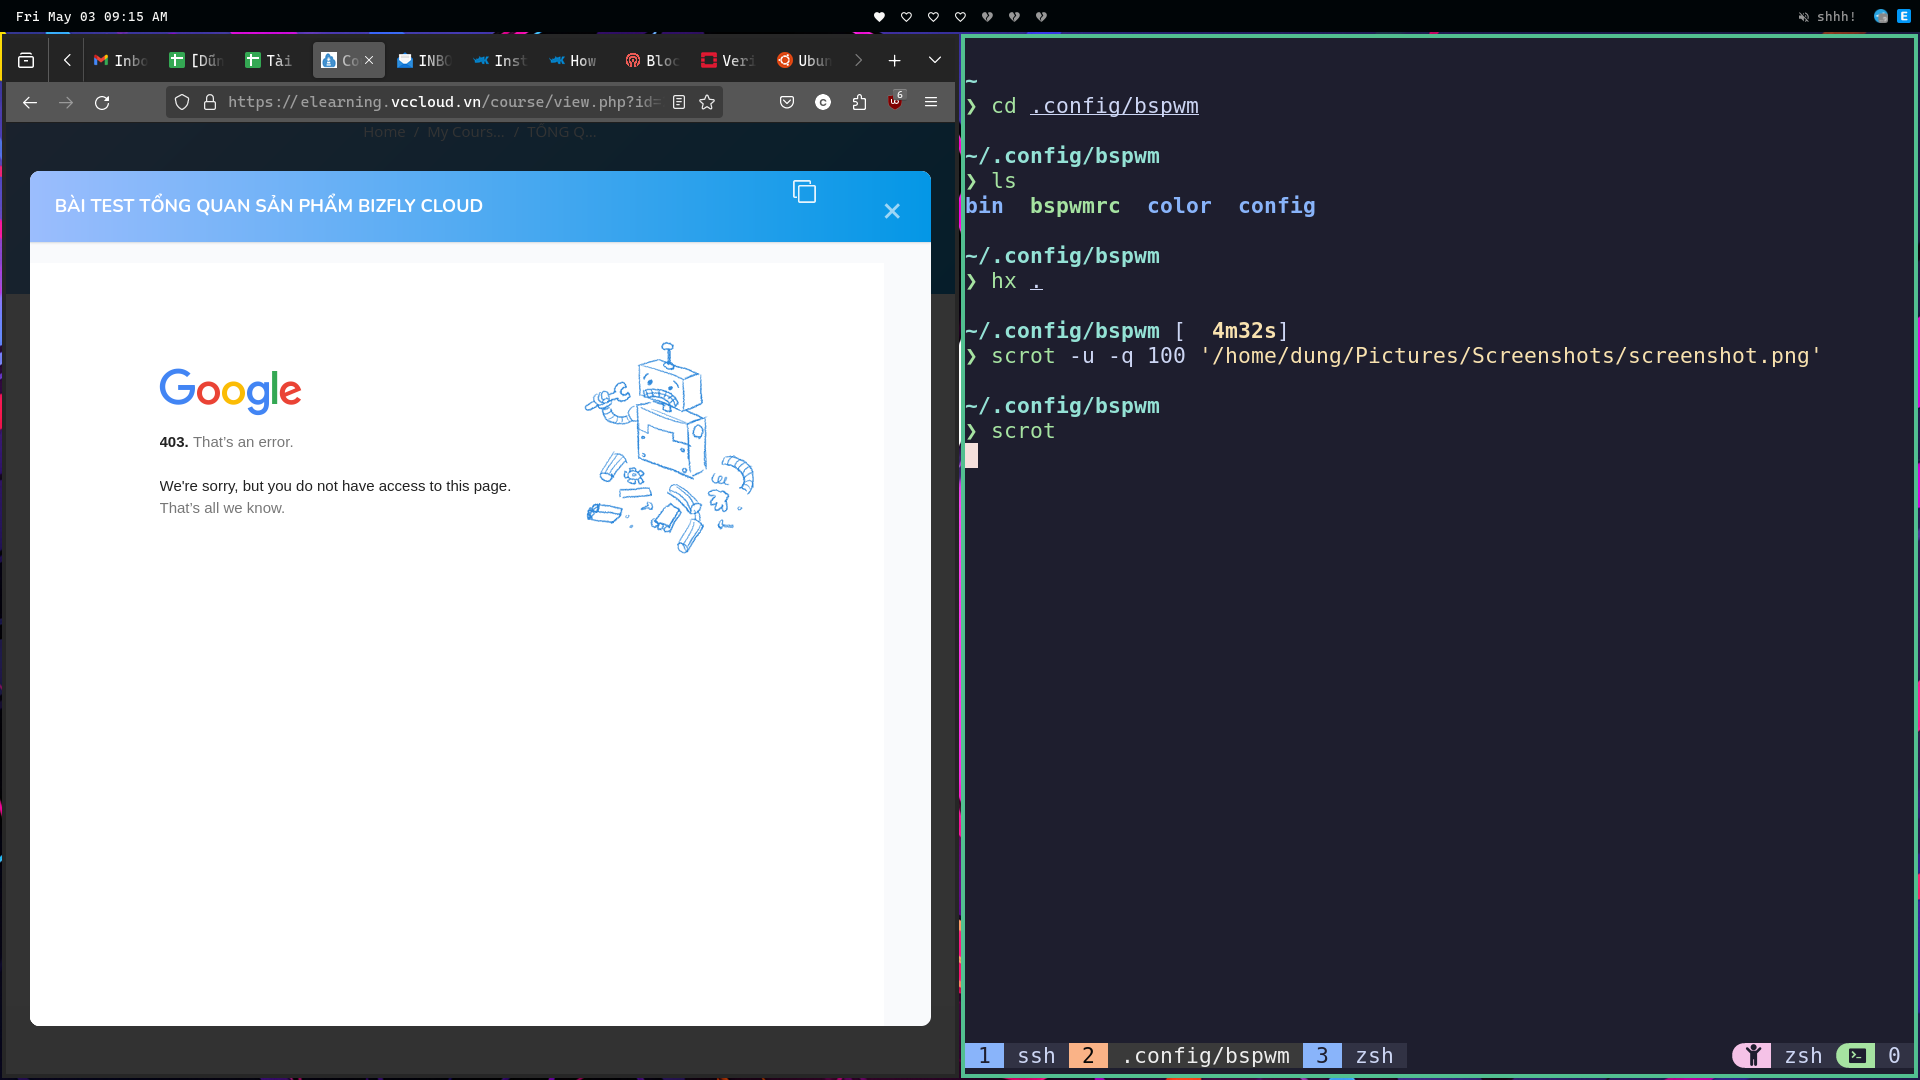 Fri May 03 09:15 AM
shhh!
E
Inbo
[Dũn
Tài
Co
INBO
Inst
How
Bloc
Veri
Ubun
https://elearning.vccloud.vn/course/view.php?id=
C
6
Home / My Cours... / TỔNG Q...
BÀI TEST TỔNG QUAN SẢN PHẨM BIZFLY CLOUD
Google
403. That's an error.
We're sorry, but you do not have access to this page.
That's all we know.
~
❯ cd .config/bspwm
~/.config/bspwm
❯ ls
bin bspwmrc color config
~/.config/bspwm
❯ hx .
~/.config/bspwm [ 4m32s]
❯ scrot -u -q 100 '/home/dung/Pictures/Screenshots/screenshot.png'
~/.config/bspwm
❯ scrot
1 ssh 2 .config/bspwm 3 zsh
zsh 0